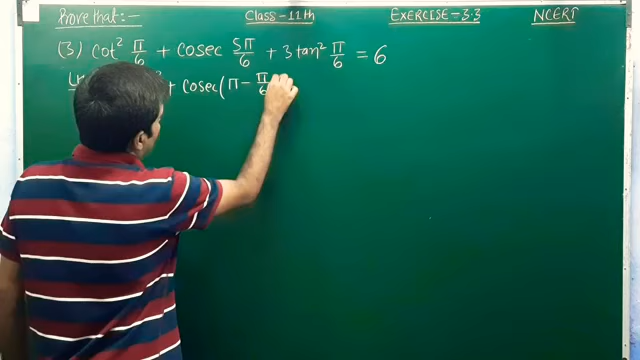 Prove that:-
Class-11th
EXERCISE-3.3
NCERT
(3) cot² π/6 + cosec 5π/6 + 3 tan² π/6 = 6
+ cosec(π - π/6